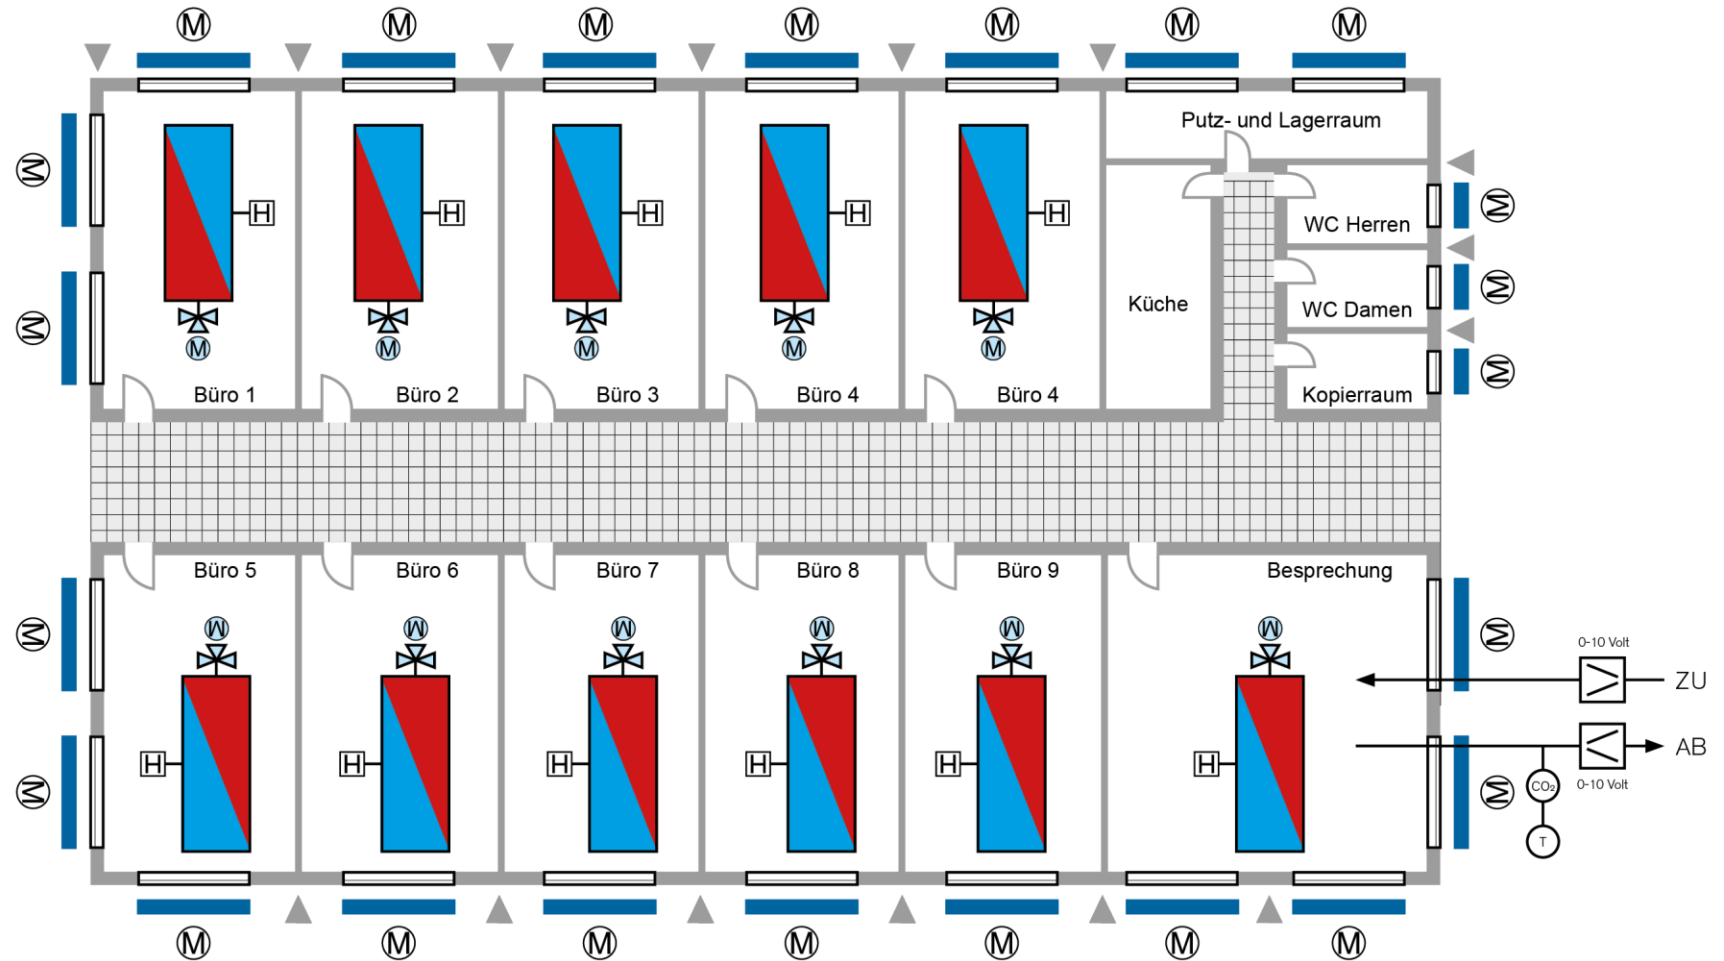 M M M M M M M
Putz- und Lagerraum
M
H H H H H
M
WC Herren
M
Küche
WC Damen
M
M M M M M
M
Büro 1 Büro 2 Büro 3 Büro 4 Büro 4 Kopierraum
Büro 5 Büro 6 Büro 7 Büro 8 Büro 9 Besprechung
M M M M M M
M M
0-10 Volt
ZU
AB
H H H H H H
0-10 Volt
CO₂
M M
T
M M M M M M M